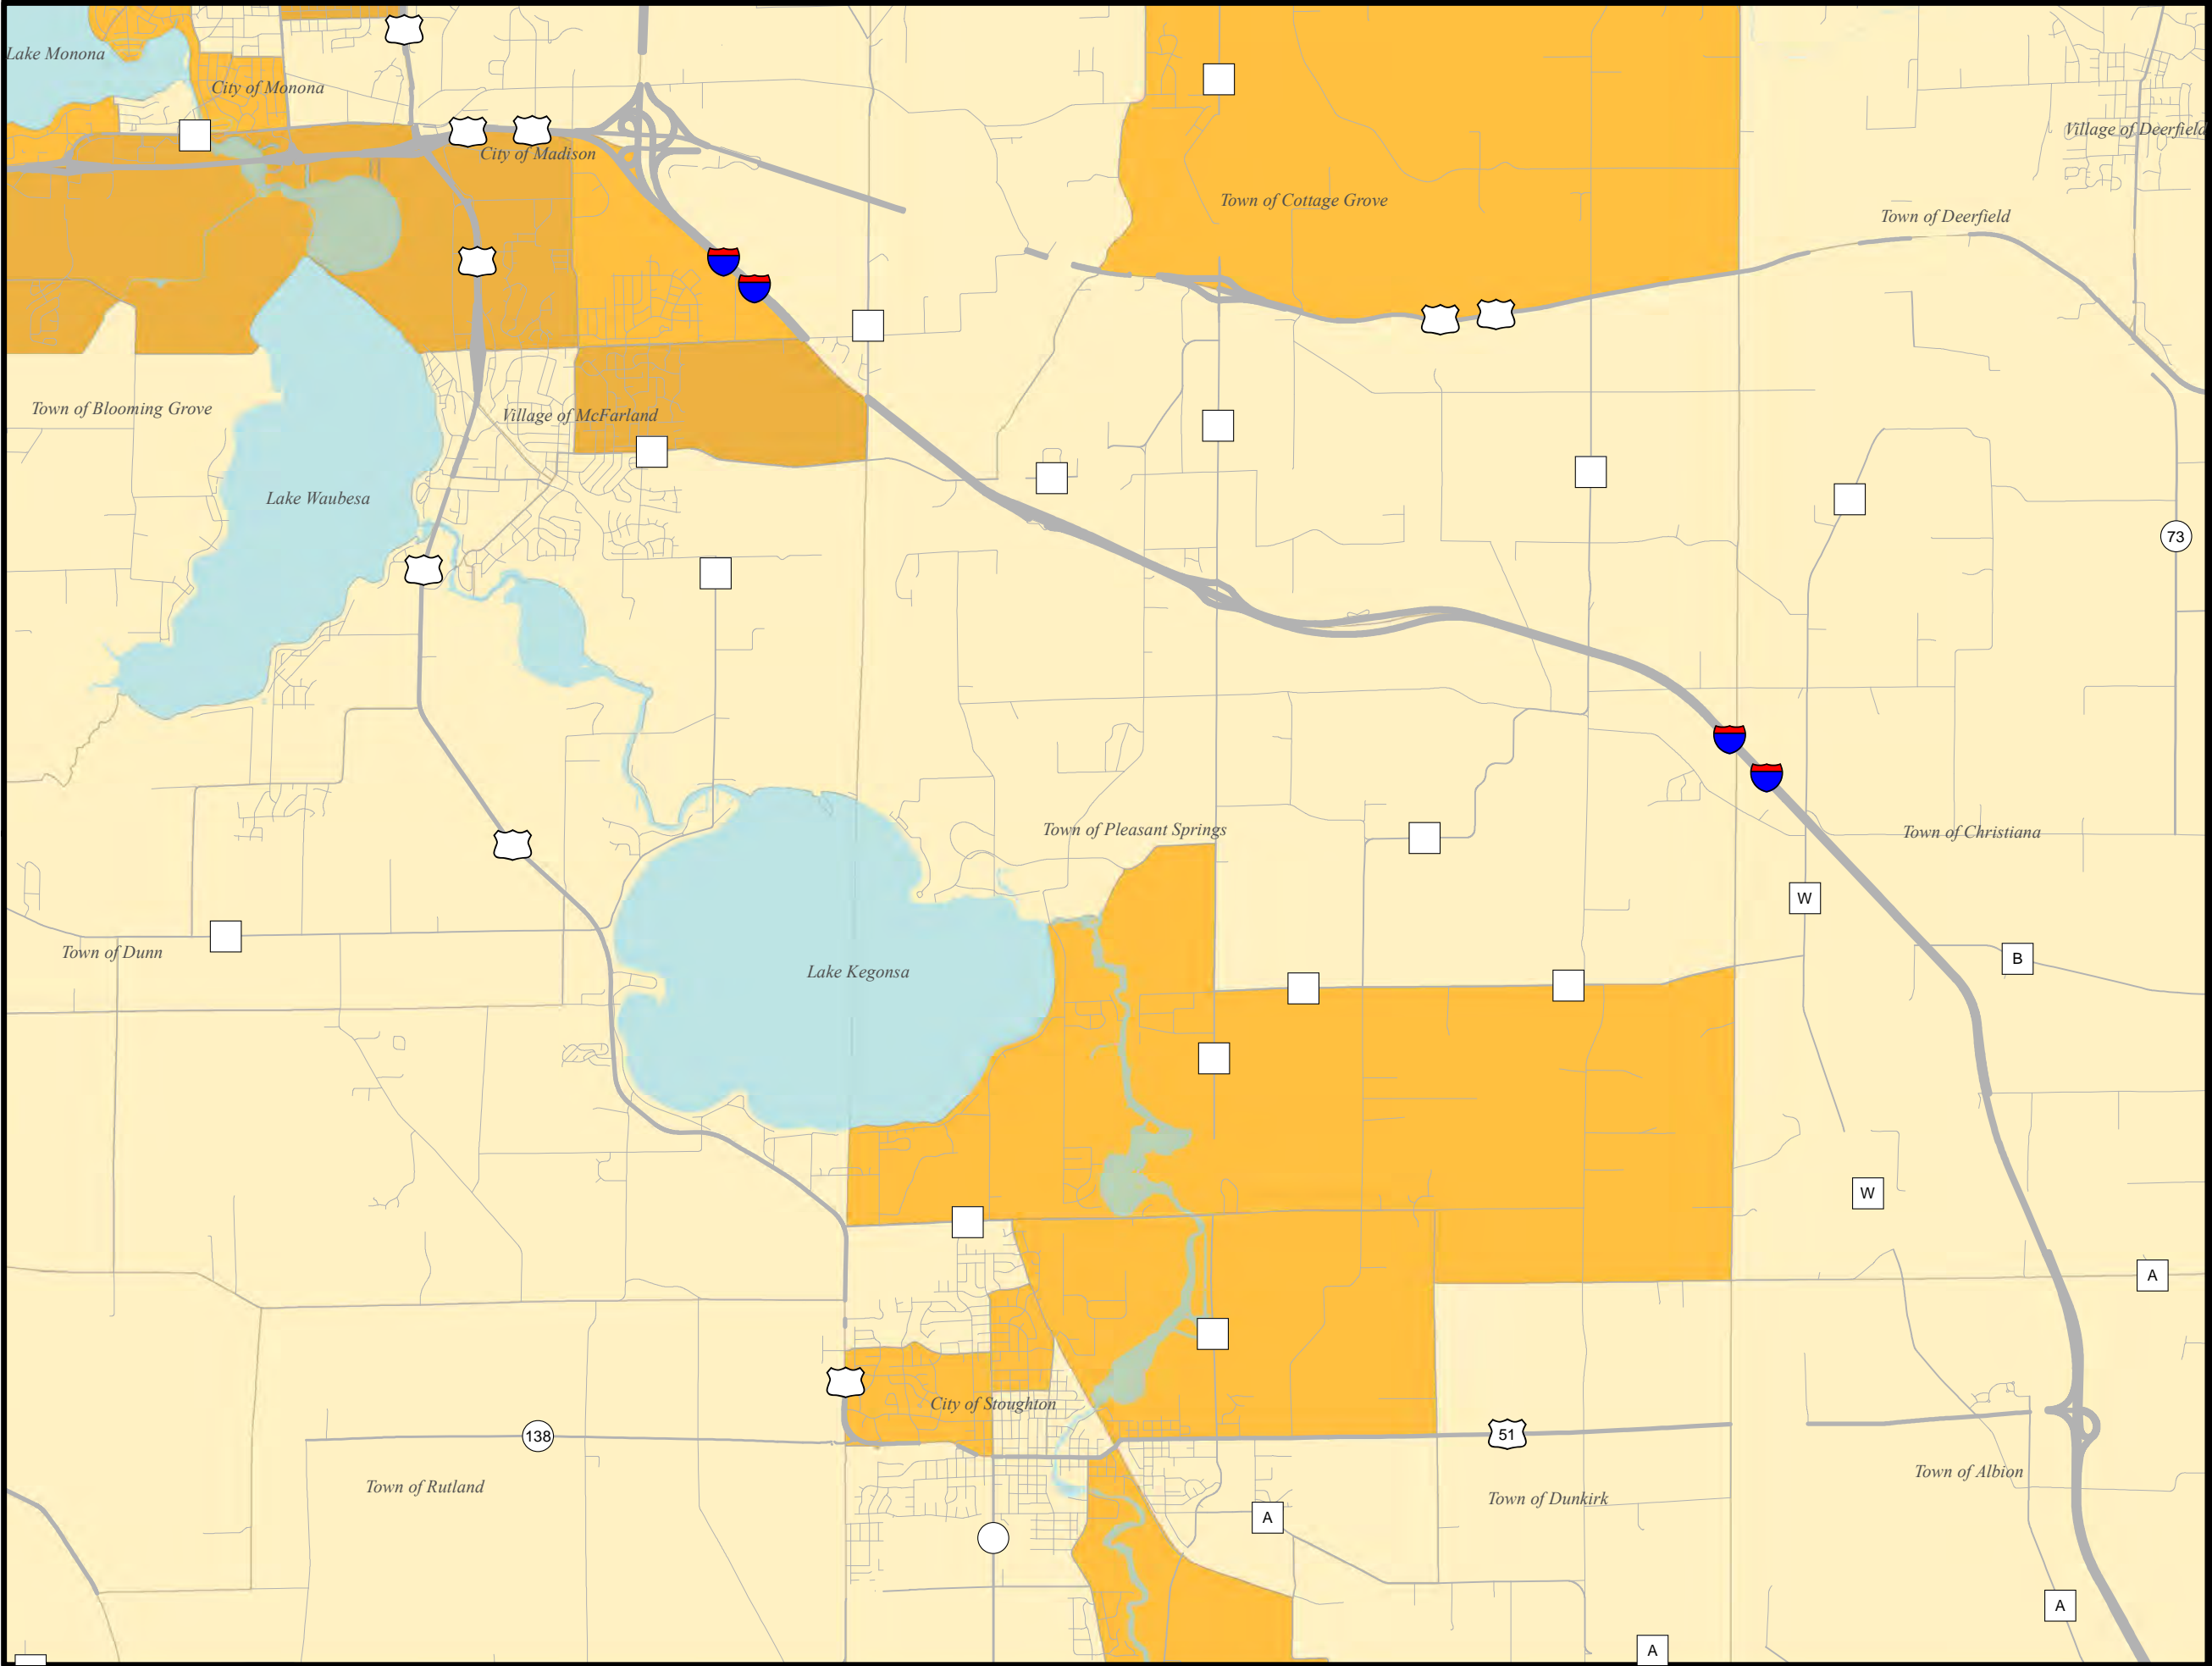 Lake Monona
City of Monona
Village of Deerfield
City of Madison
Town of Cottage Grove
Town of Deerfield
Town of Blooming Grove
Village of McFarland
Lake Waubesa
73
Town of Pleasant Springs
Town of Christiana
W
Town of Dunn
B
Lake Kegonsa
W
A
City of Stoughton
138
51
Town of Rutland
Town of Albion
Town of Dunkirk
A
A
A